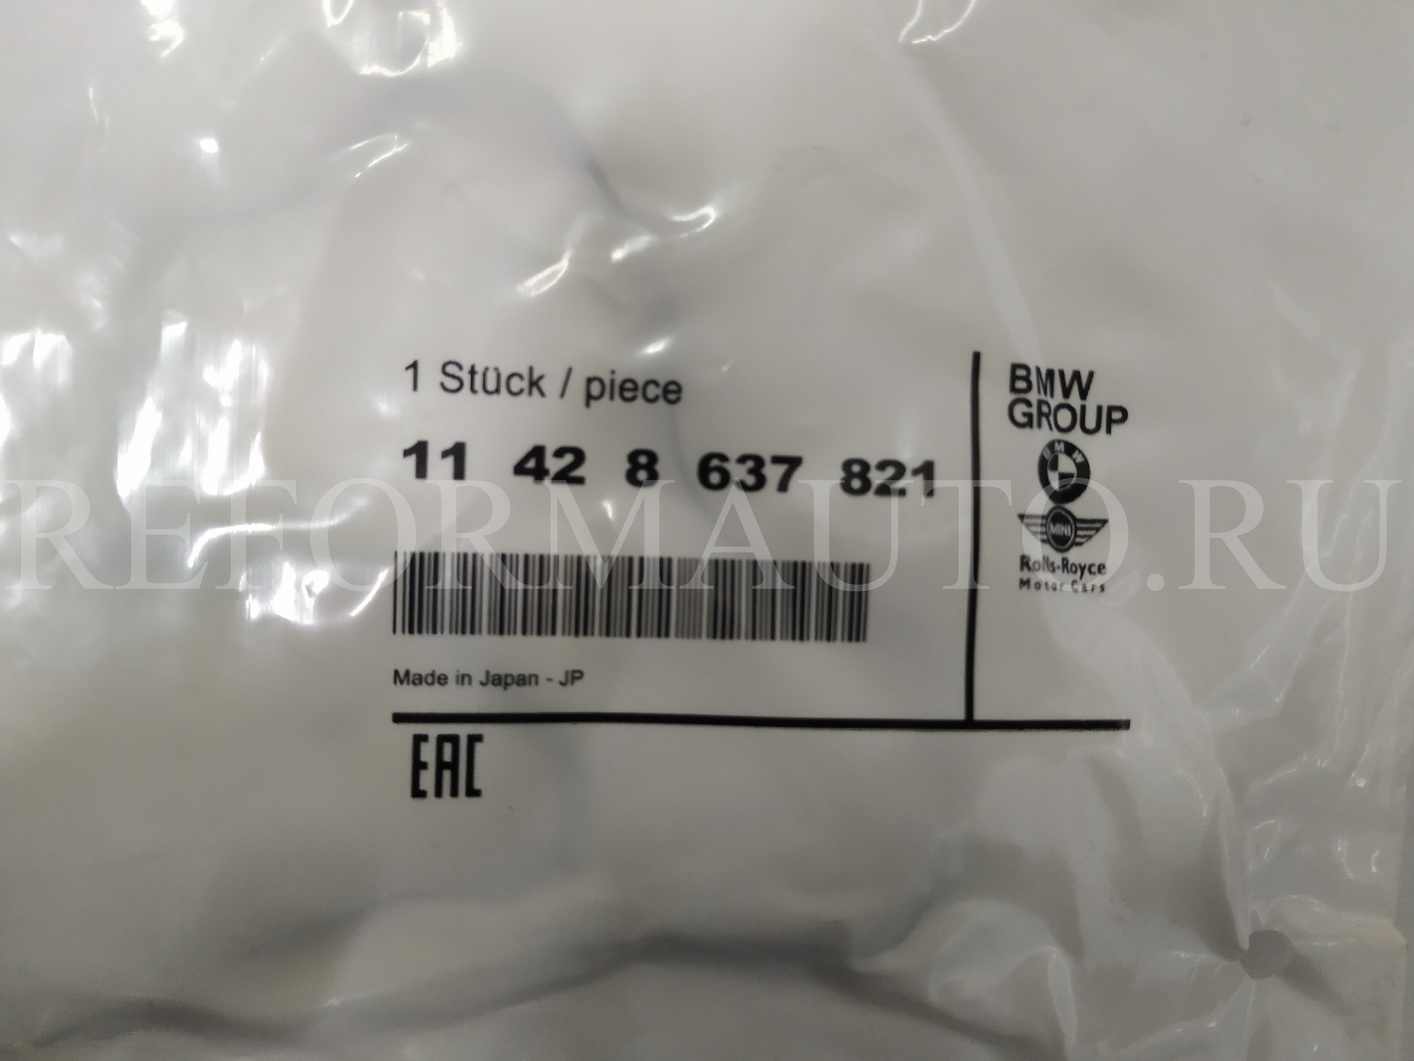 1 Stück / piece
11 42 8 637 821
Made in Japan - JP
EAC
BMW
GROUP
BMW
MINI
Rolls-Royce
Motor Cars
REFORMAUTO.RU